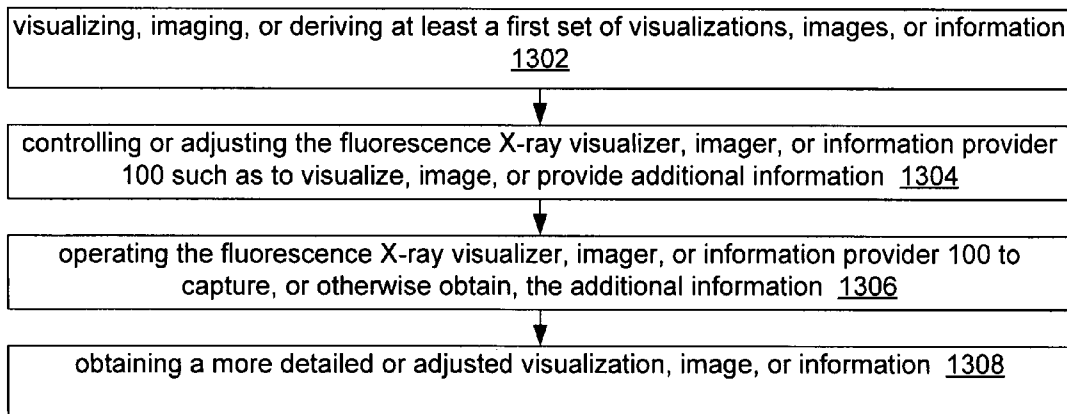 visualizing, imaging, or deriving at least a first set of visualizations, images, or information
1302
controlling or adjusting the fluorescence X-ray visualizer, imager, or information provider
100 such as to visualize, image, or provide additional information 1304
operating the fluorescence X-ray visualizer, imager, or information provider 100 to
capture, or otherwise obtain, the additional information 1306
obtaining a more detailed or adjusted visualization, image, or information 1308